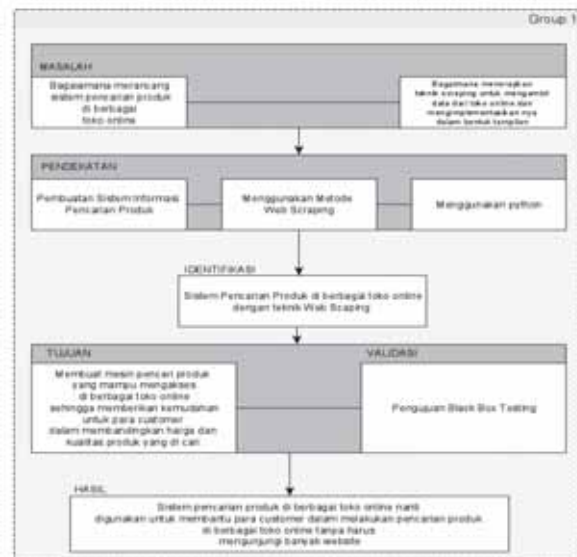 Group 1
MASALAH
Bagaimana merancang
sistem pencarian produk
di berbagai
toko online
Bagaimana menerapkan
teknik scraping untuk mengambil
data dari toko online dan
mengimplementasikan nya
dalam bentuk tampilan
PENDEKATAN
Pembuatan Sistem Informasi
Pencarian Produk
Menggunakan Metode
Web Scraping
Menggunakan python
IDENTIFIKASI
Sistem Pencarian Produk di berbagai toko online
dengan teknik Web Scaping
TUJUAN
Membuat mesin pencari produk
yang mampu mengakses
di berbagai toko online
sehingga memberikan kemudahan
untuk para customer
dalam membandingkan harga dan
kualitas produk yang di cari
VALIDASI
Pengujian Black Box Testing
HASIL
Sistem pencarian produk di berbagai toko online nanti
digunakan untuk membantu para customer dalam melakukan pencarian produk
di berbagai toko online tanpa harus
mengunjungi banyak website